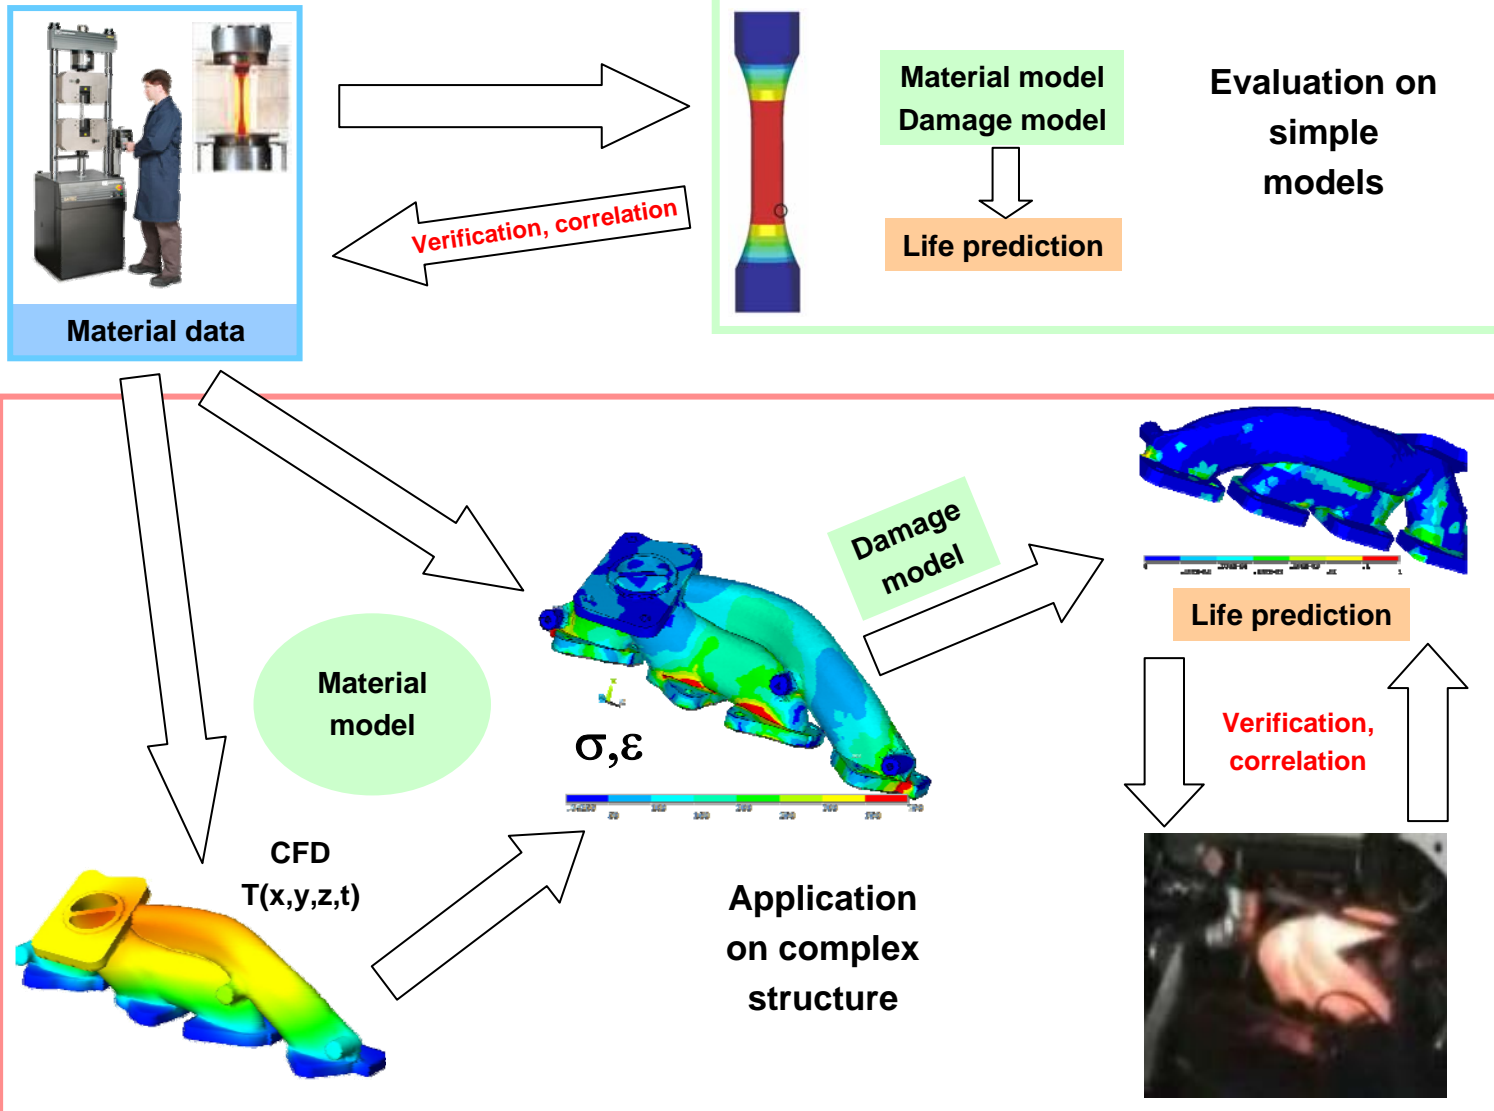 Material model
Damage model
Life prediction
Evaluation on
simple
models
Verification, correlation
Material data
Damage
model
Life prediction
Material
model
σ,ε
Verification,
correlation
CFD
T(x,y,z,t)
Application
on complex
structure